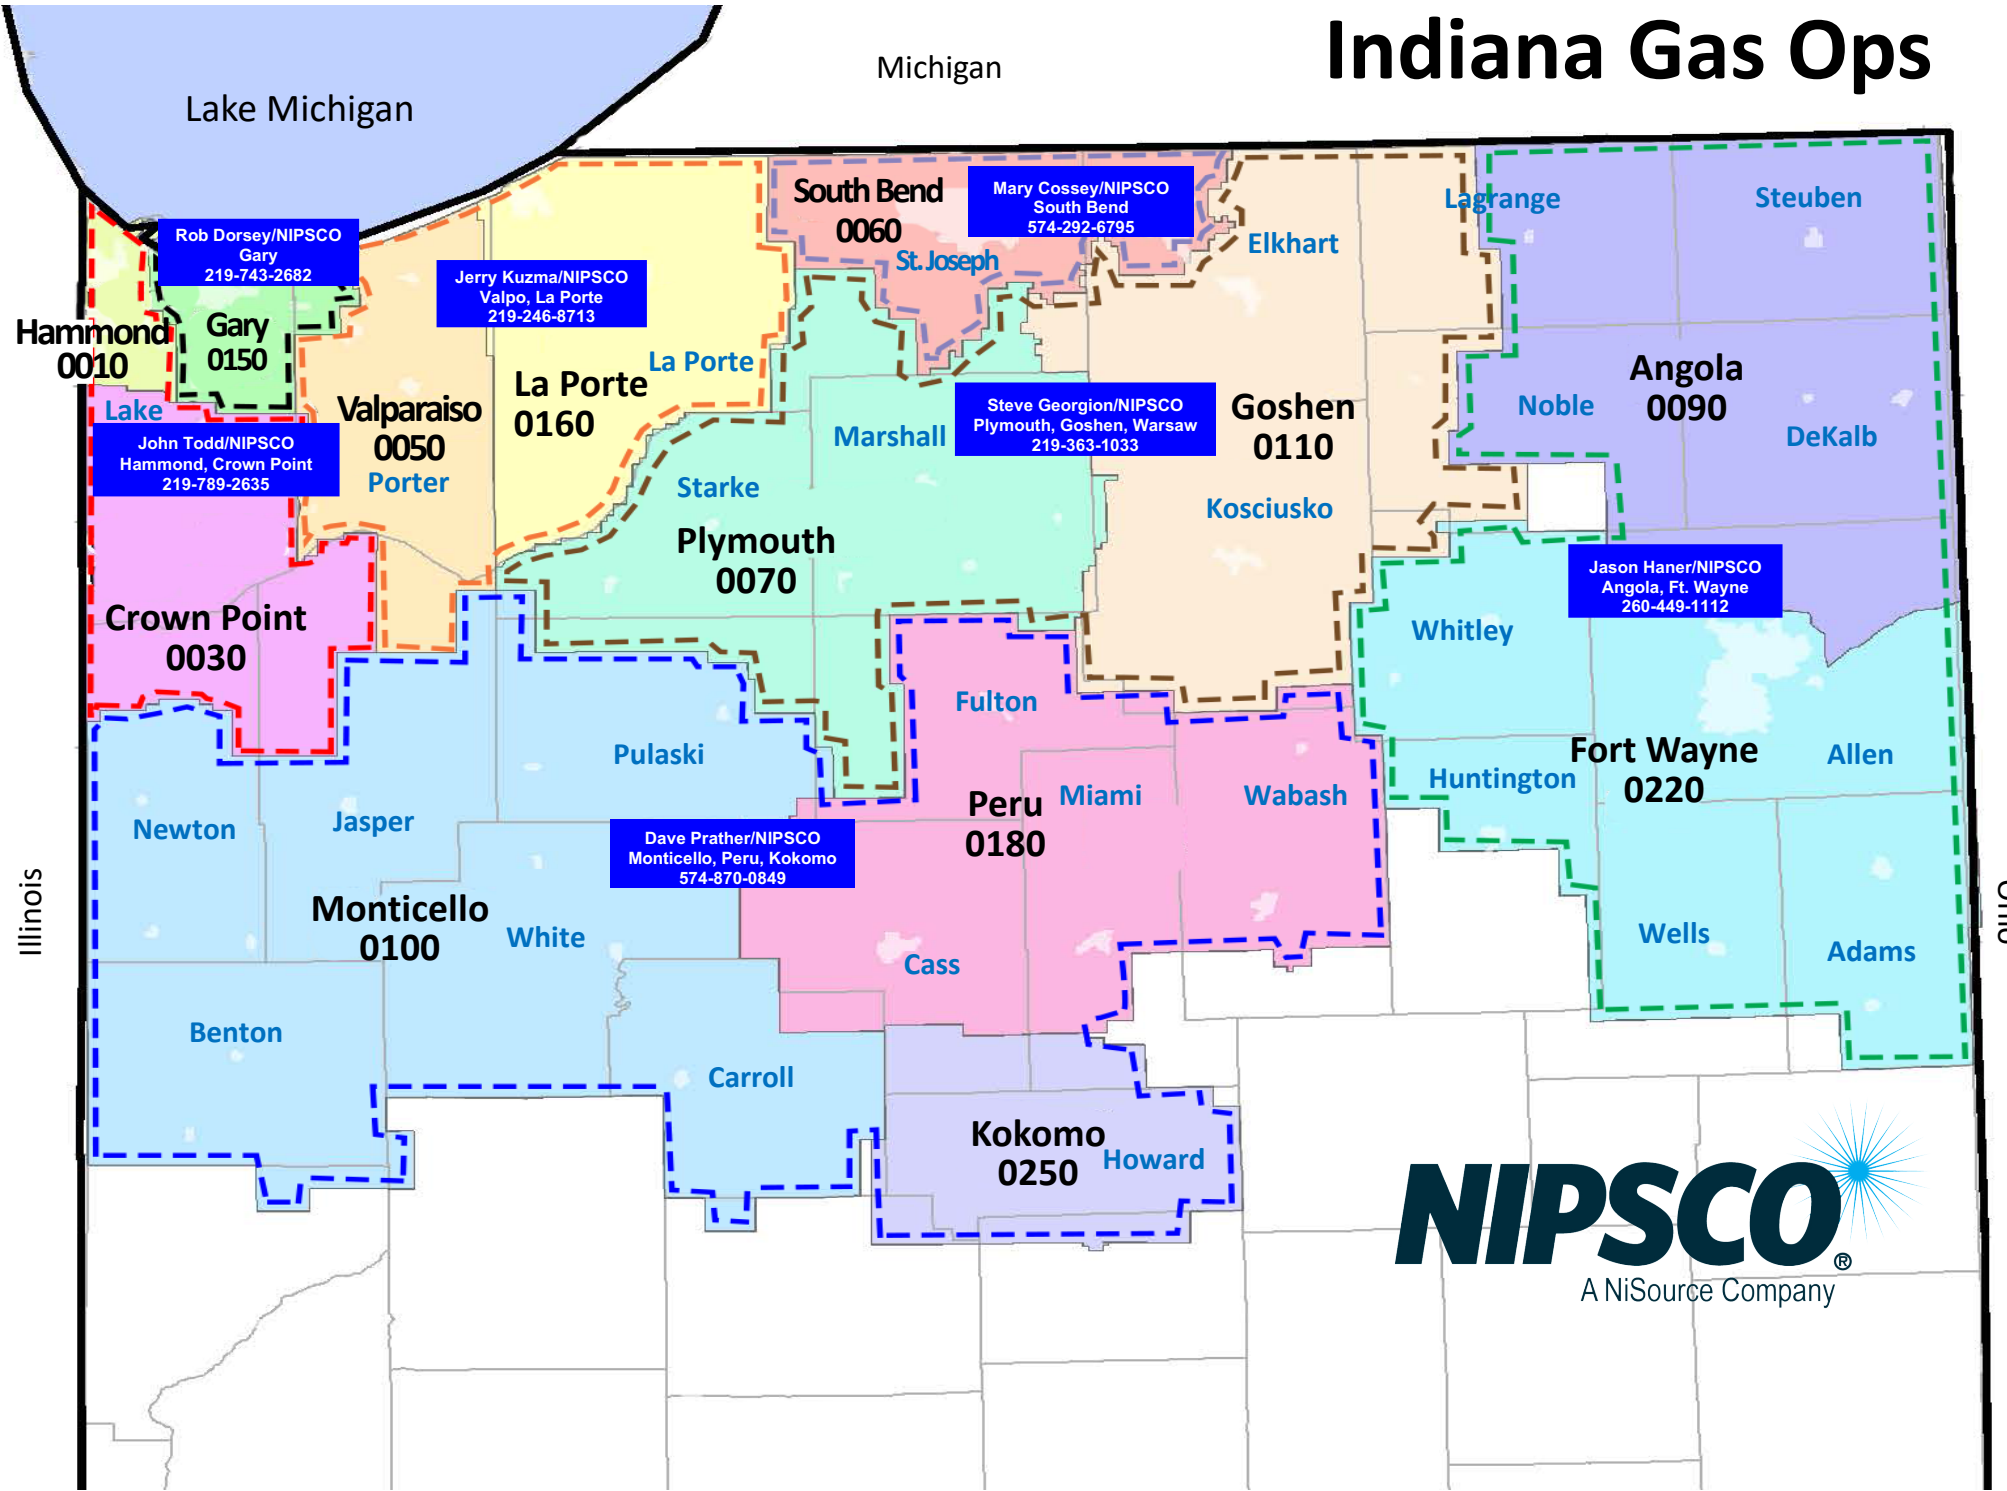 Indiana Gas Ops
Michigan
Lake Michigan
South Bend
0060
St. Joseph
Mary Cossey/NIPSCO
South Bend
574-292-6795
Lagrange
Steuben
Elkhart
Rob Dorsey/NIPSCO
Gary
219-743-2682
Jerry Kuzma/NIPSCO
Valpo, La Porte
219-246-8713
Hammond
0010
Gary
0150
La Porte
La Porte
0160
Angola
0090
Noble
DeKalb
Lake
Valparaiso
0050
Porter
Marshall
Steve Georgion/NIPSCO
Plymouth, Goshen, Warsaw
219-363-1033
Goshen
0110
John Todd/NIPSCO
Hammond, Crown Point
219-789-2635
Starke
Kosciusko
Plymouth
0070
Jason Haner/NIPSCO
Angola, Ft. Wayne
260-449-1112
Crown Point
0030
Whitley
Fulton
Pulaski
Fort Wayne
0220
Allen
Huntington
Peru
0180
Miami
Wabash
Newton
Jasper
Dave Prather/NIPSCO
Monticello, Peru, Kokomo
574-870-0849
Illinois
Monticello
0100
White
Wells
Adams
Cass
Benton
Carroll
Kokomo
0250
Howard
NIPSCO®
A NiSource Company